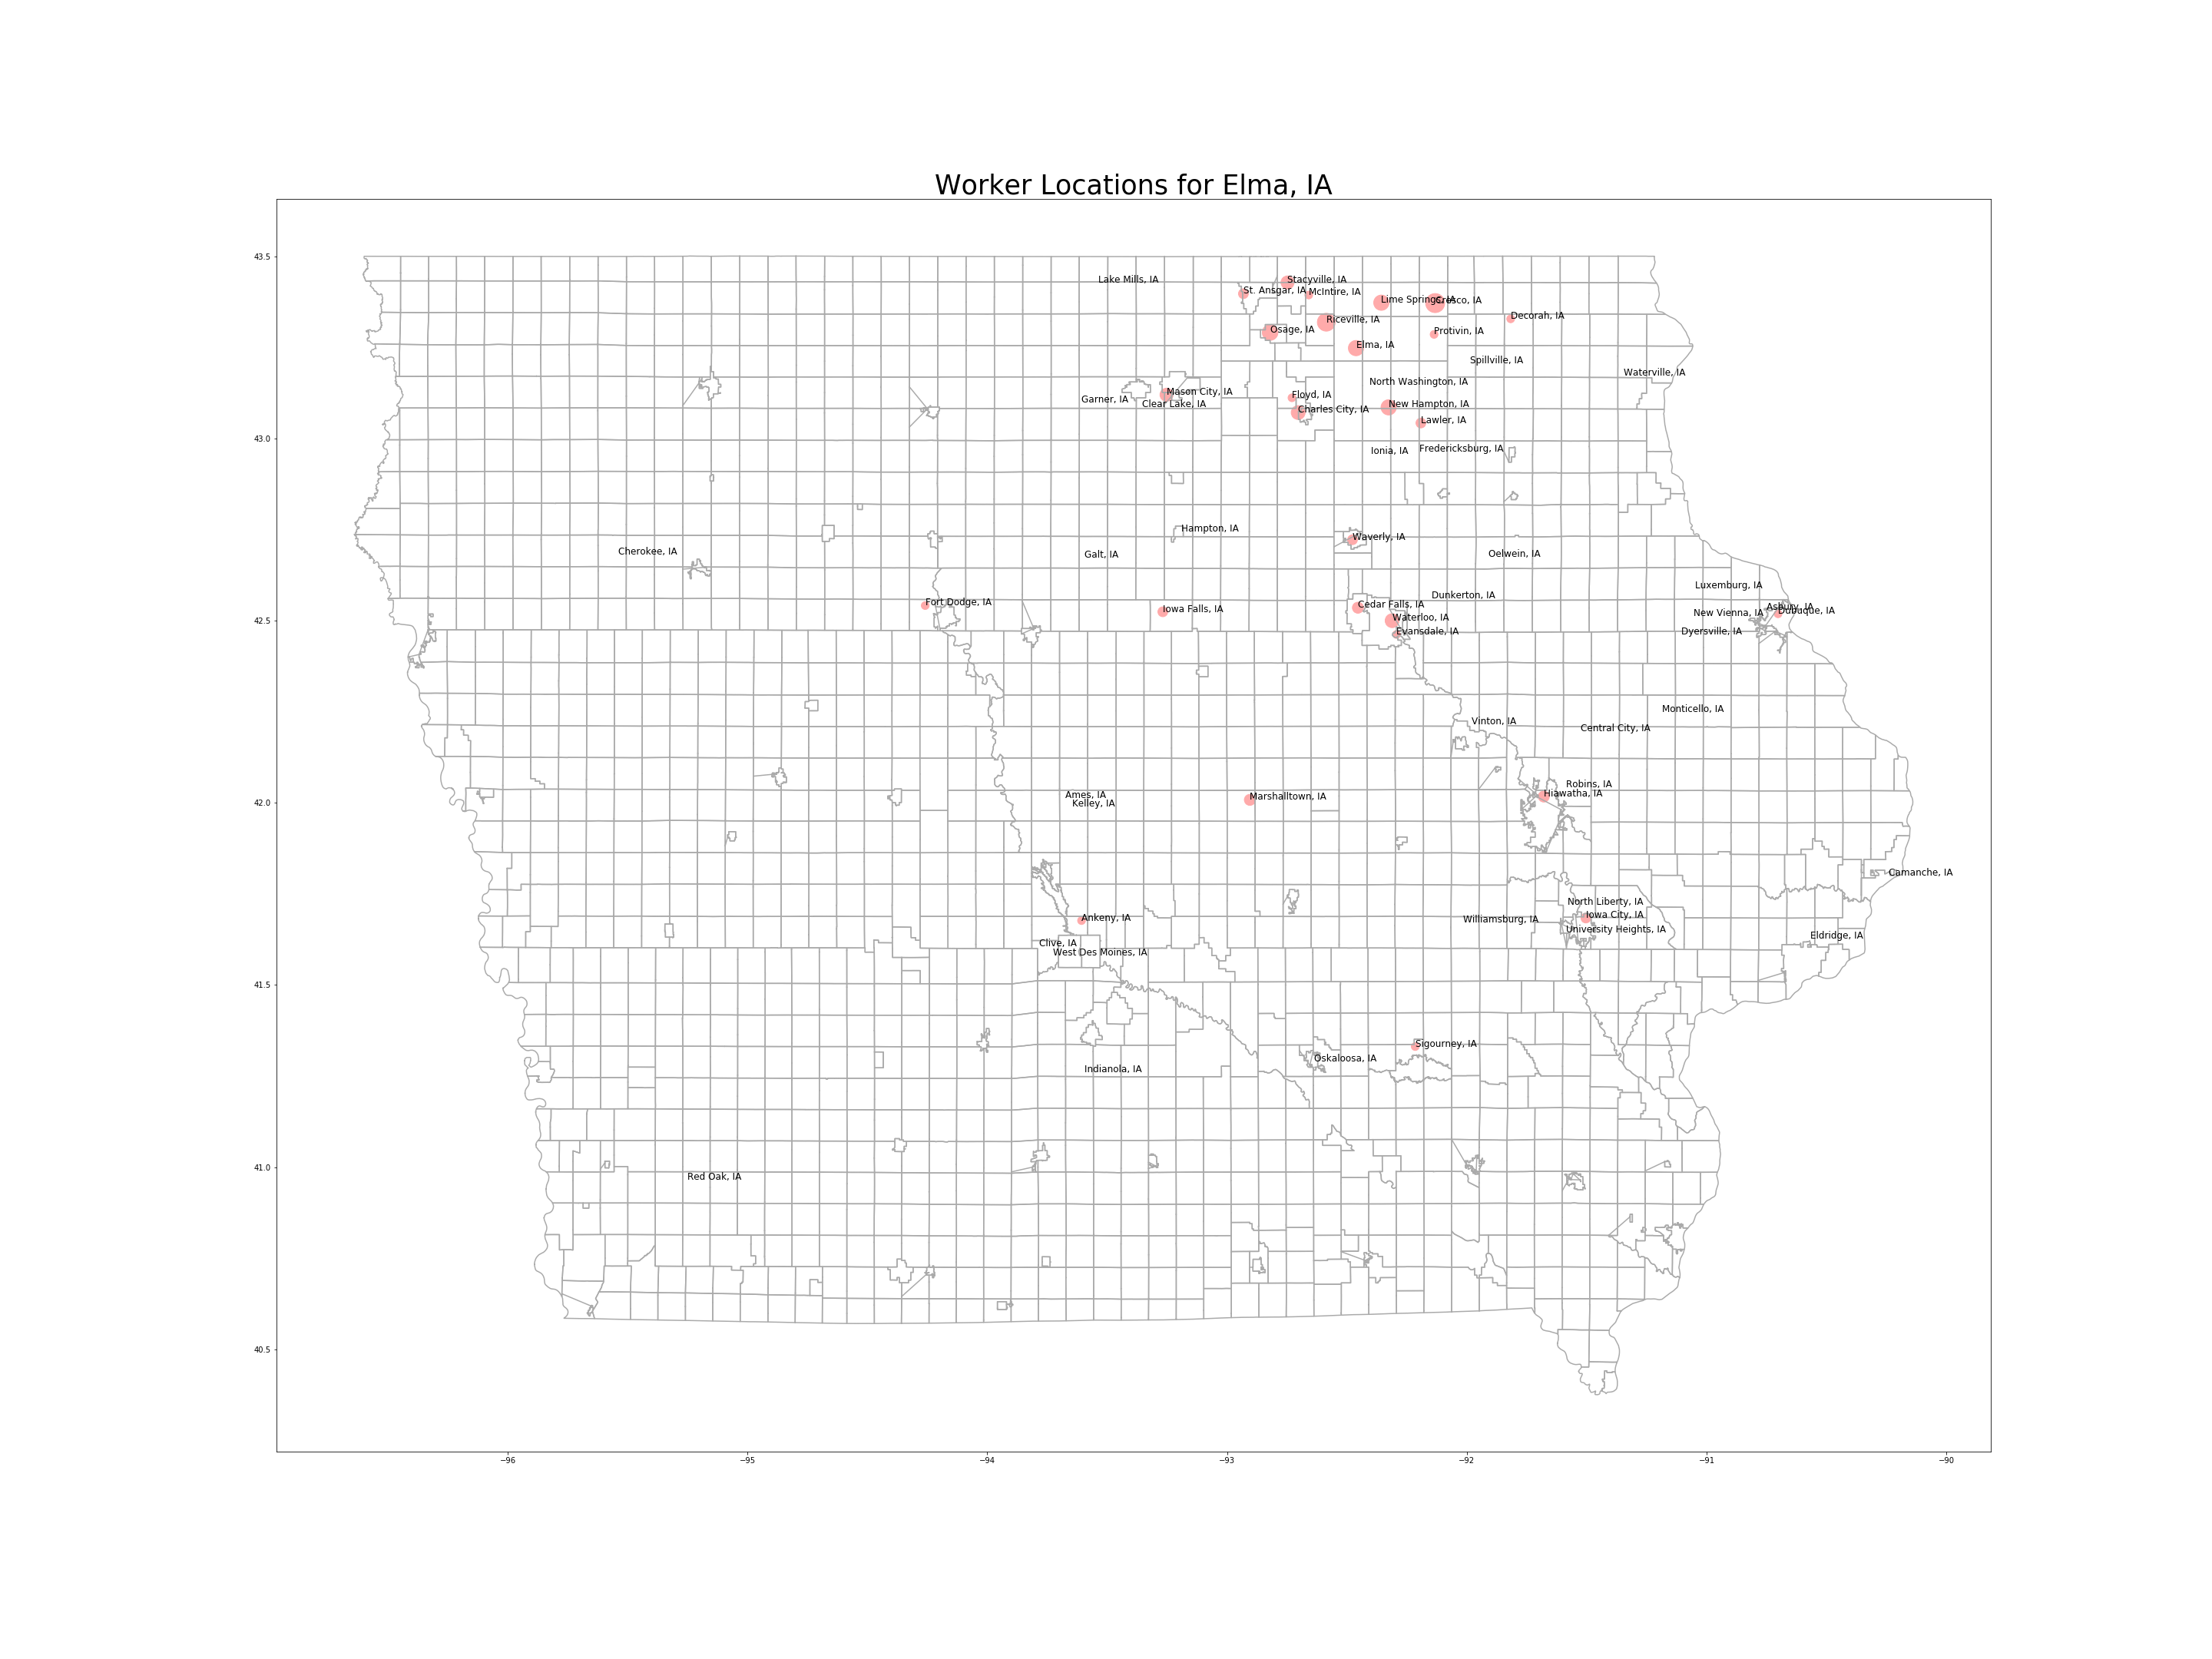 Worker Locations for Elma, IA
43.5
Lake Mills, IA
Stacyville, IA
St. Ansgar, IA
McIntire, IA
Lime Springs, IA
Cresco, IA
Riceville, IA
Decorah, IA
Osage, IA
Protivin, IA
Elma, IA
Spillville, IA
Waterville, IA
North Washington, IA
Mason City, IA
Floyd, IA
Garner, IA
Clear Lake, IA
New Hampton, IA
Charles City, IA
Lawler, IA
43.0
Ionia, IA
Fredericksburg, IA
Hampton, IA
Waverly, IA
Cherokee, IA
Galt, IA
Oelwein, IA
Luxemburg, IA
Dunkerton, IA
Fort Dodge, IA
Cedar Falls, IA
Iowa Falls, IA
Asbury, IA
Dubuque, IA
New Vienna, IA
Waterloo, IA
42.5
Evansdale, IA
Dyersville, IA
Monticello, IA
Vinton, IA
Central City, IA
Robins, IA
Hiawatha, IA
Ames, IA
Marshalltown, IA
42.0
Kelley, IA
Camanche, IA
North Liberty, IA
Iowa City, IA
Ankeny, IA
Williamsburg, IA
University Heights, IA
Eldridge, IA
Clive, IA
West Des Moines, IA
41.5
Sigourney, IA
Oskaloosa, IA
Indianola, IA
41.0
Red Oak, IA
40.5
−96
−95
−94
−93
−92
−91
−90